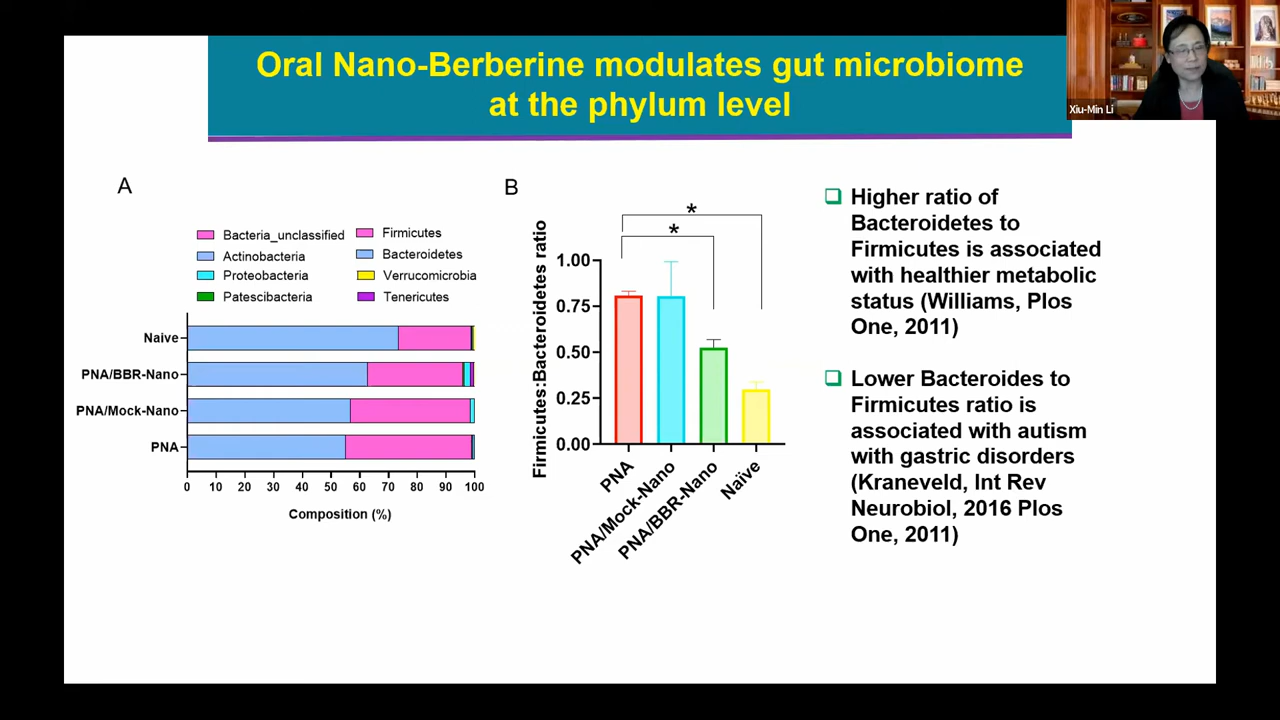 Oral Nano-Berberine modulates gut microbiome
at the phylum level
Xiu-Min Li
A
Bacteria_unclassified
Firmicutes
Actinobacteria
Bacteroidetes
Proteobacteria
Verrucomicrobia
Patescibacteria
Tenericutes
Naive
PNA/BBR-Nano
PNA/Mock-Nano
PNA
0 10 20 30 40 50 60 70 80 90 100
Composition (%)
B
Firmicutes:Bacteroidetes ratio
*
*
1.00
0.75
0.50
0.25
0.00
PNA
PNA/Mock-Nano
PNA/BBR-Nano
Naïve
Higher ratio of
Bacteroidetes to
Firmicutes is associated
with healthier metabolic
status (Williams, Plos
One, 2011)
Lower Bacteroides to
Firmicutes ratio is
associated with autism
with gastric disorders
(Kraneveld, Int Rev
Neurobiol, 2016 Plos
One, 2011)